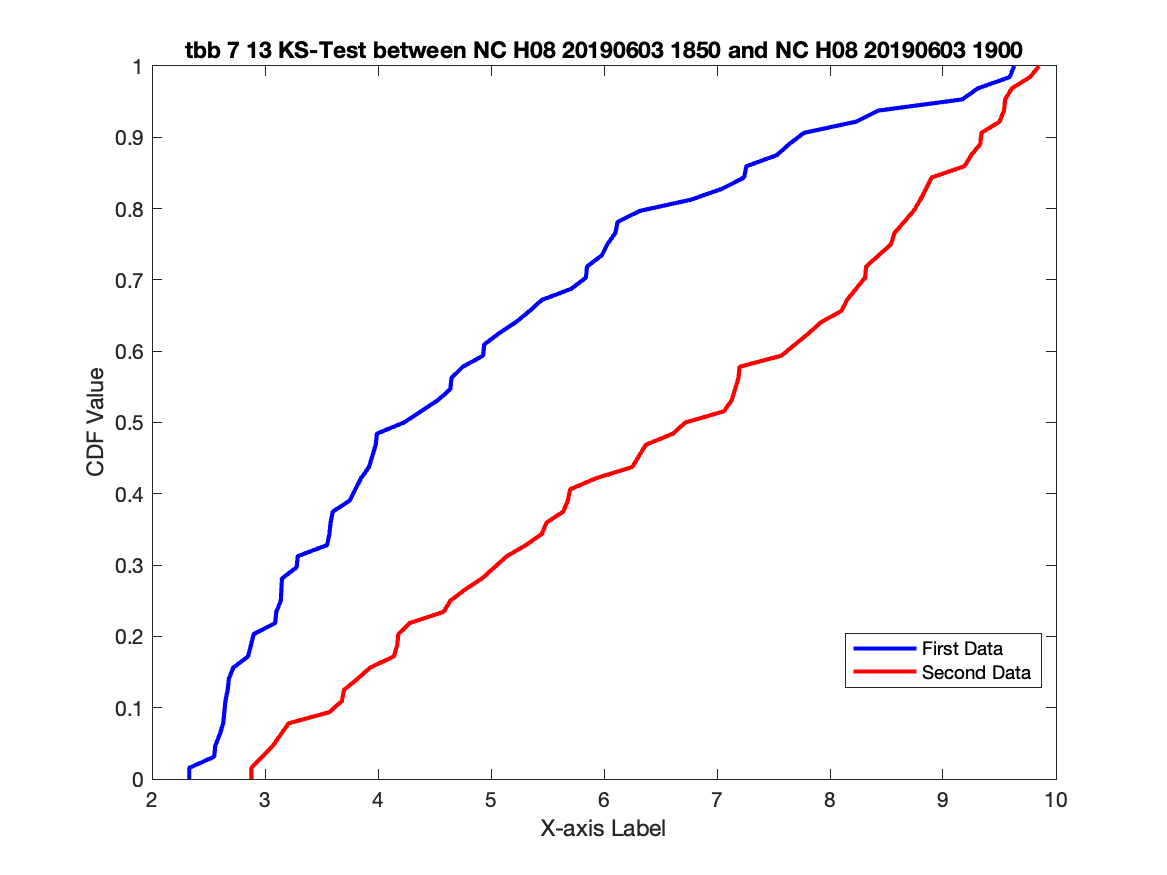 tbb 7 13 KS-Test between NC H08 20190603 1850 and NC H08 20190603 1900
1
0.9
0.8
0.7
0.6
0.5
0.4
0.3
0.2
0.1
0
CDF Value
First Data
Second Data
2 3 4 5 6 7 8 9 10
X-axis Label